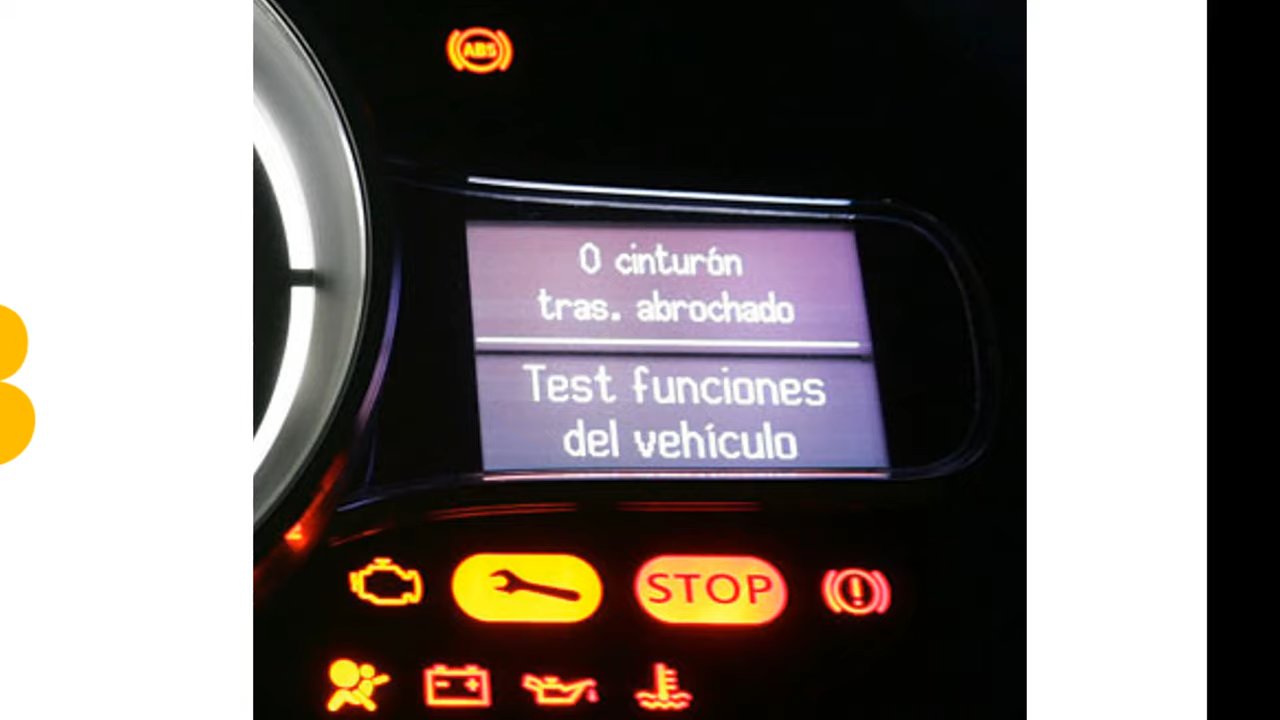 ABS
0 cinturón
tras. abrochado
Test funciones
del vehículo
STOP